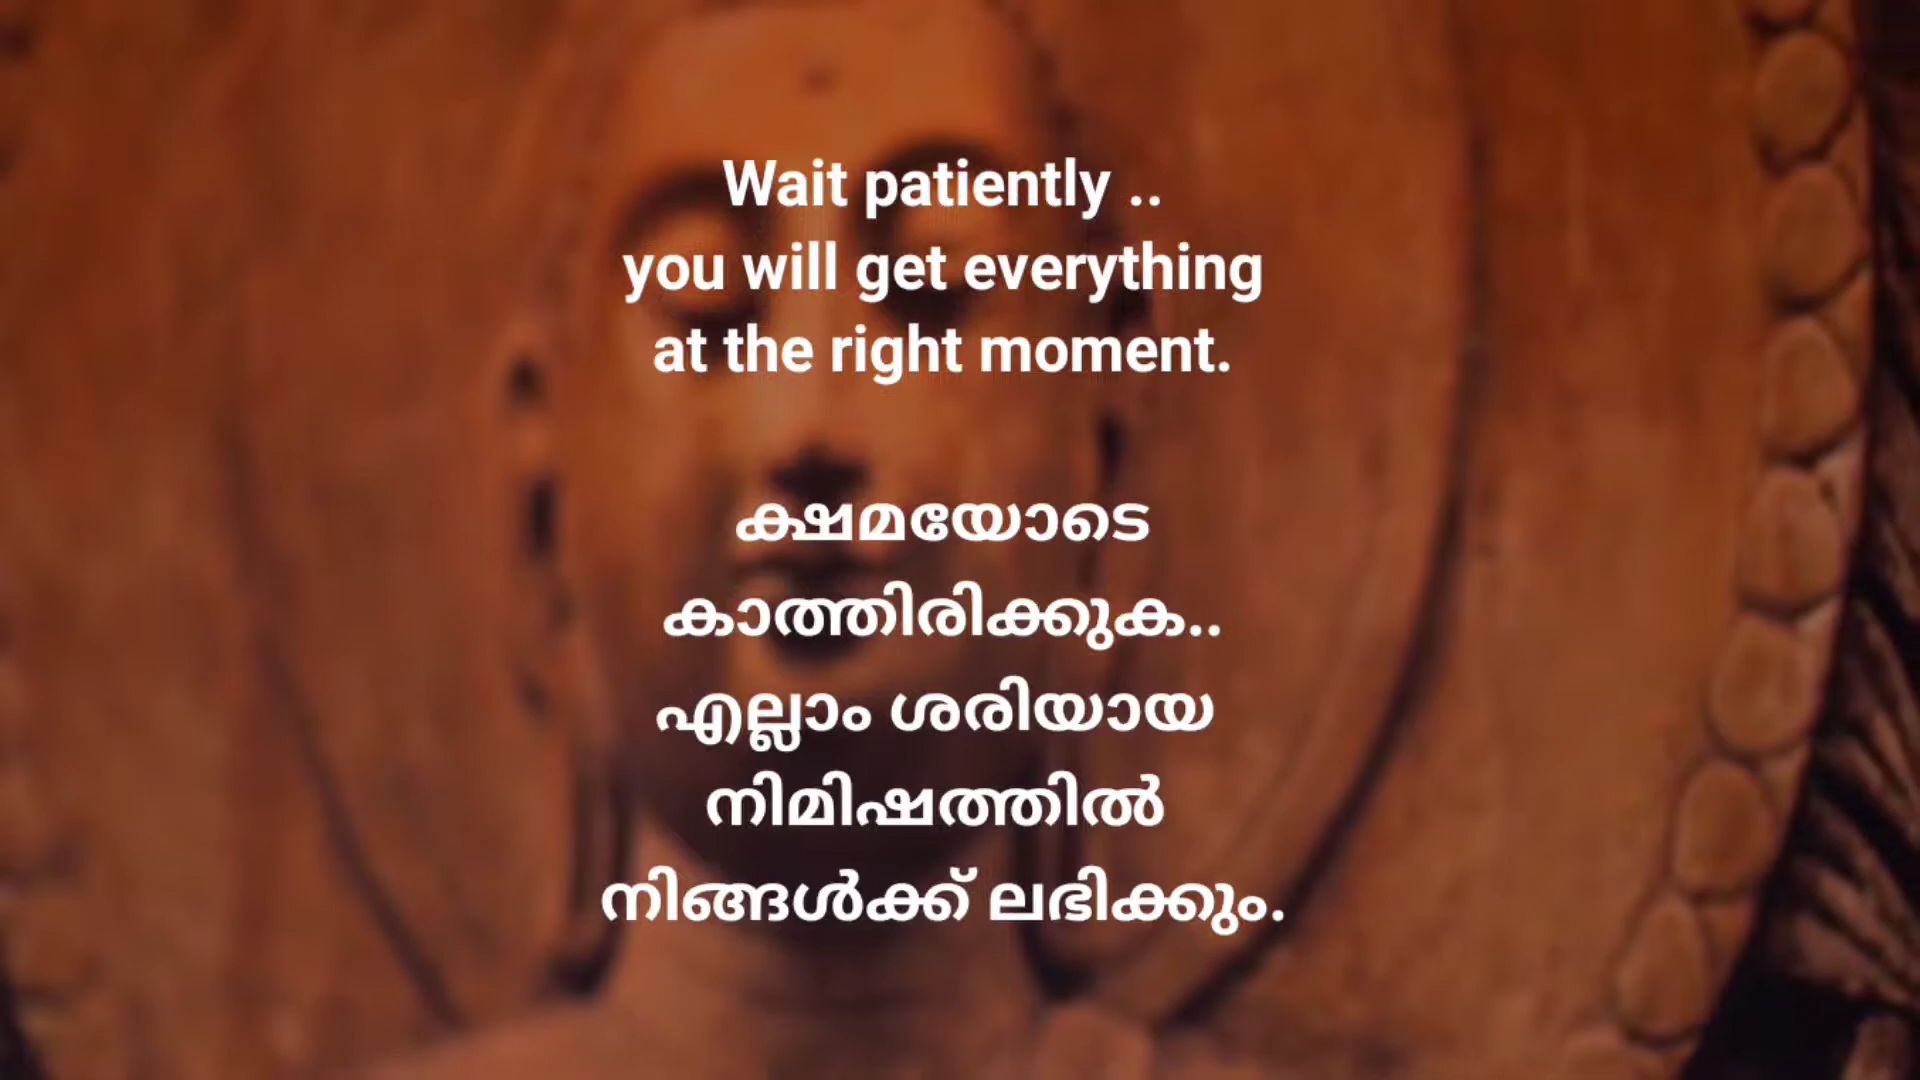 Wait patiently ..
you will get everything
at the right moment.
ക്ഷമയോടെ
കാത്തിരിക്കുക..
എല്ലാം ശരിയായ
നിമിഷത്തിൽ
നിങ്ങൾക്ക് ലഭിക്കും.